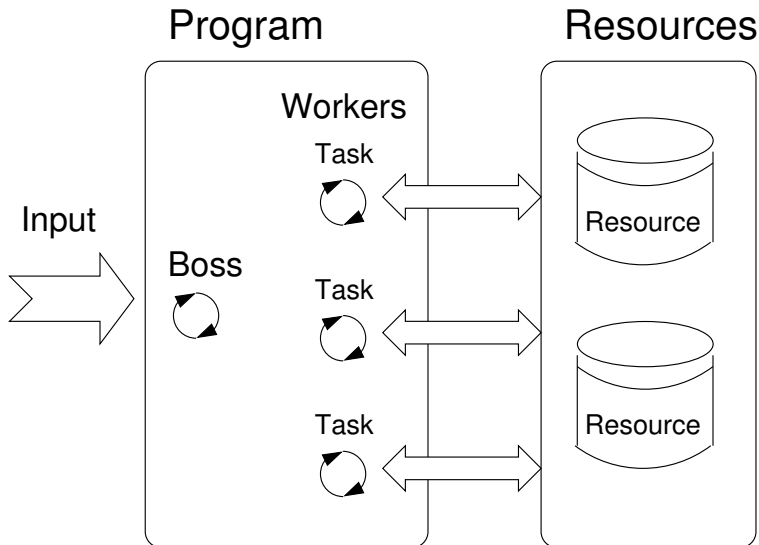 Program
Resources
Workers
Task
Input
Boss
Task
Task
Resource
Resource